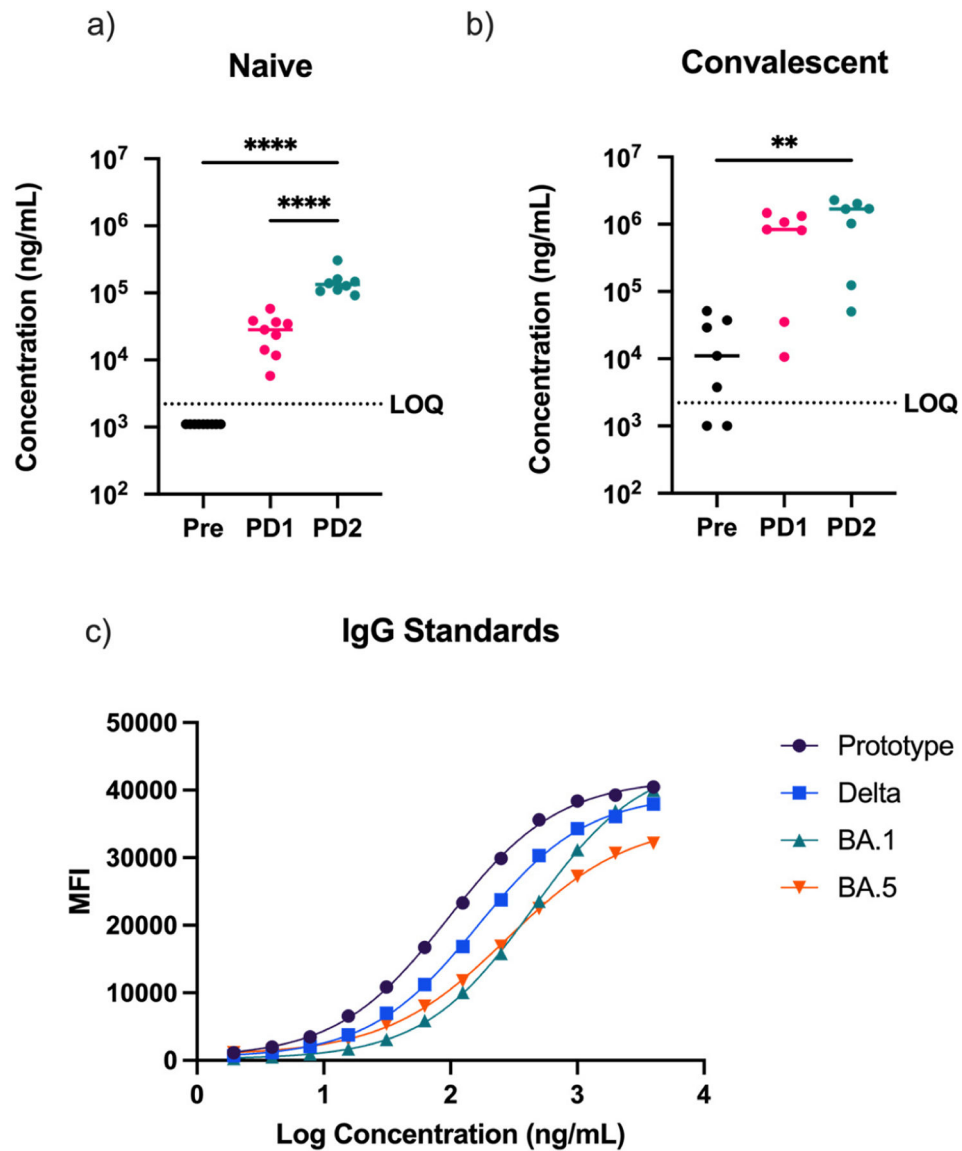 a)
Naive
****
****
Concentration (ng/mL)
10⁷
10⁶
10⁵
10⁴
10³
10²
LOQ
Pre PD1 PD2
b)
Convalescent
**
Concentration (ng/mL)
10⁷
10⁶
10⁵
10⁴
10³
10²
LOQ
Pre PD1 PD2
c)
IgG Standards
MFI
50000
40000
30000
20000
10000
0
0 1 2 3 4
Log Concentration (ng/mL)
Prototype
Delta
BA.1
BA.5